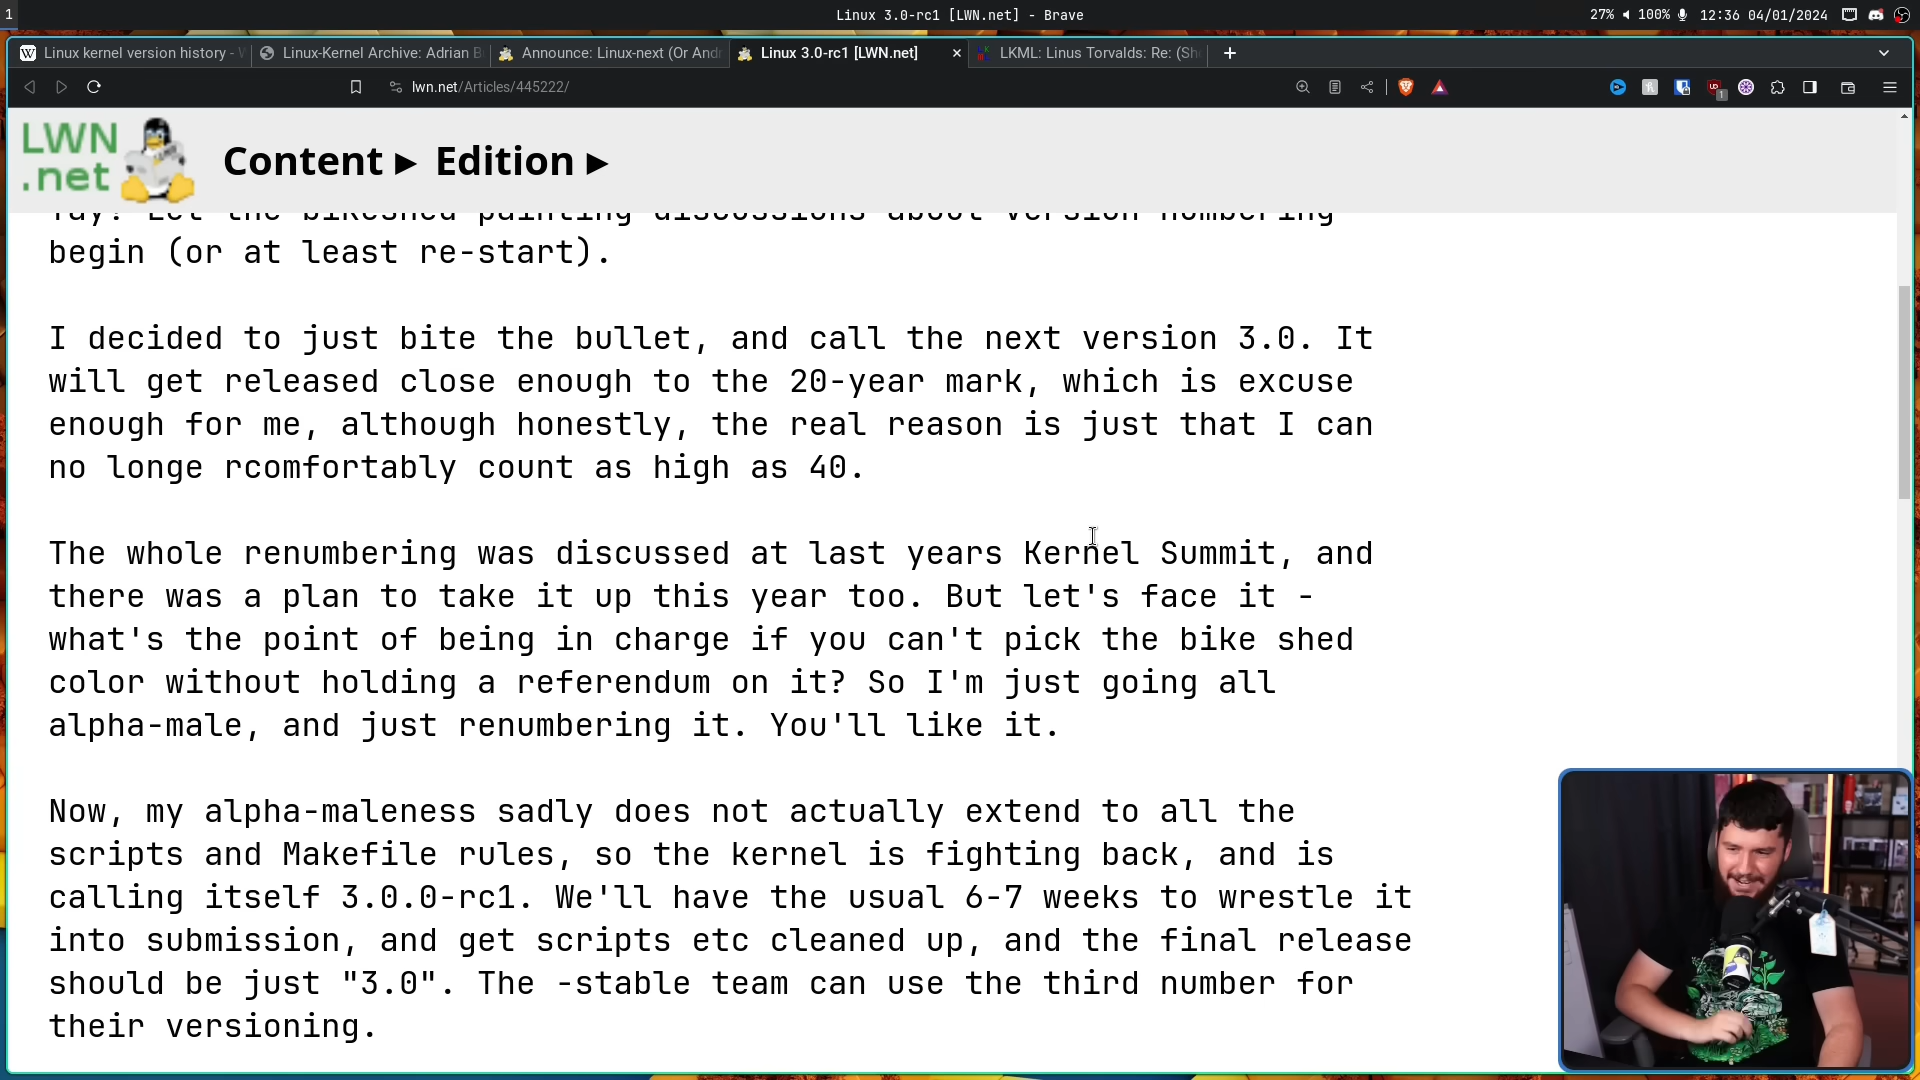 1
Linux 3.0-rc1 [LWN.net] - Brave
27% 100% 12:36 04/01/2024
Linux kernel version history - W
Linux-Kernel Archive: Adrian B
Announce: Linux-next (Or And
Linux 3.0-rc1 [LWN.net]
LKML: Linus Torvalds: Re: (Sh
lwn.net/Articles/445222/
LWN
.net
Content ▸ Edition ▸
Yay! Let the bikeshed painting discussions about version numbering
begin (or at least re-start).
I decided to just bite the bullet, and call the next version 3.0. It
will get released close enough to the 20-year mark, which is excuse
enough for me, although honestly, the real reason is just that I can
no longe rcomfortably count as high as 40.
The whole renumbering was discussed at last years Kernel Summit, and
there was a plan to take it up this year too. But let's face it -
what's the point of being in charge if you can't pick the bike shed
color without holding a referendum on it? So I'm just going all
alpha-male, and just renumbering it. You'll like it.
Now, my alpha-maleness sadly does not actually extend to all the
scripts and Makefile rules, so the kernel is fighting back, and is
calling itself 3.0.0-rc1. We'll have the usual 6-7 weeks to wrestle it
into submission, and get scripts etc cleaned up, and the final release
should be just "3.0". The -stable team can use the third number for
their versioning.